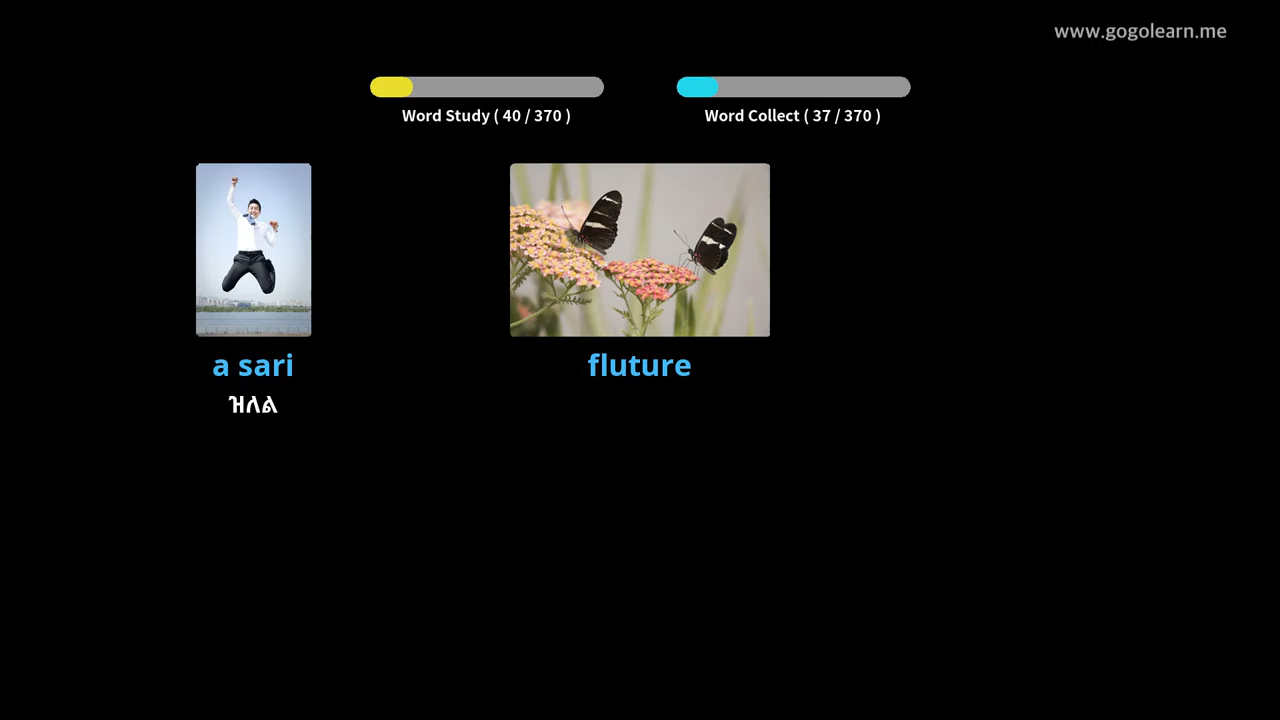 www.gogolearn.me
Word Study ( 40 / 370 )
Word Collect ( 37 / 370 )
a sari
ዝለል
fluture